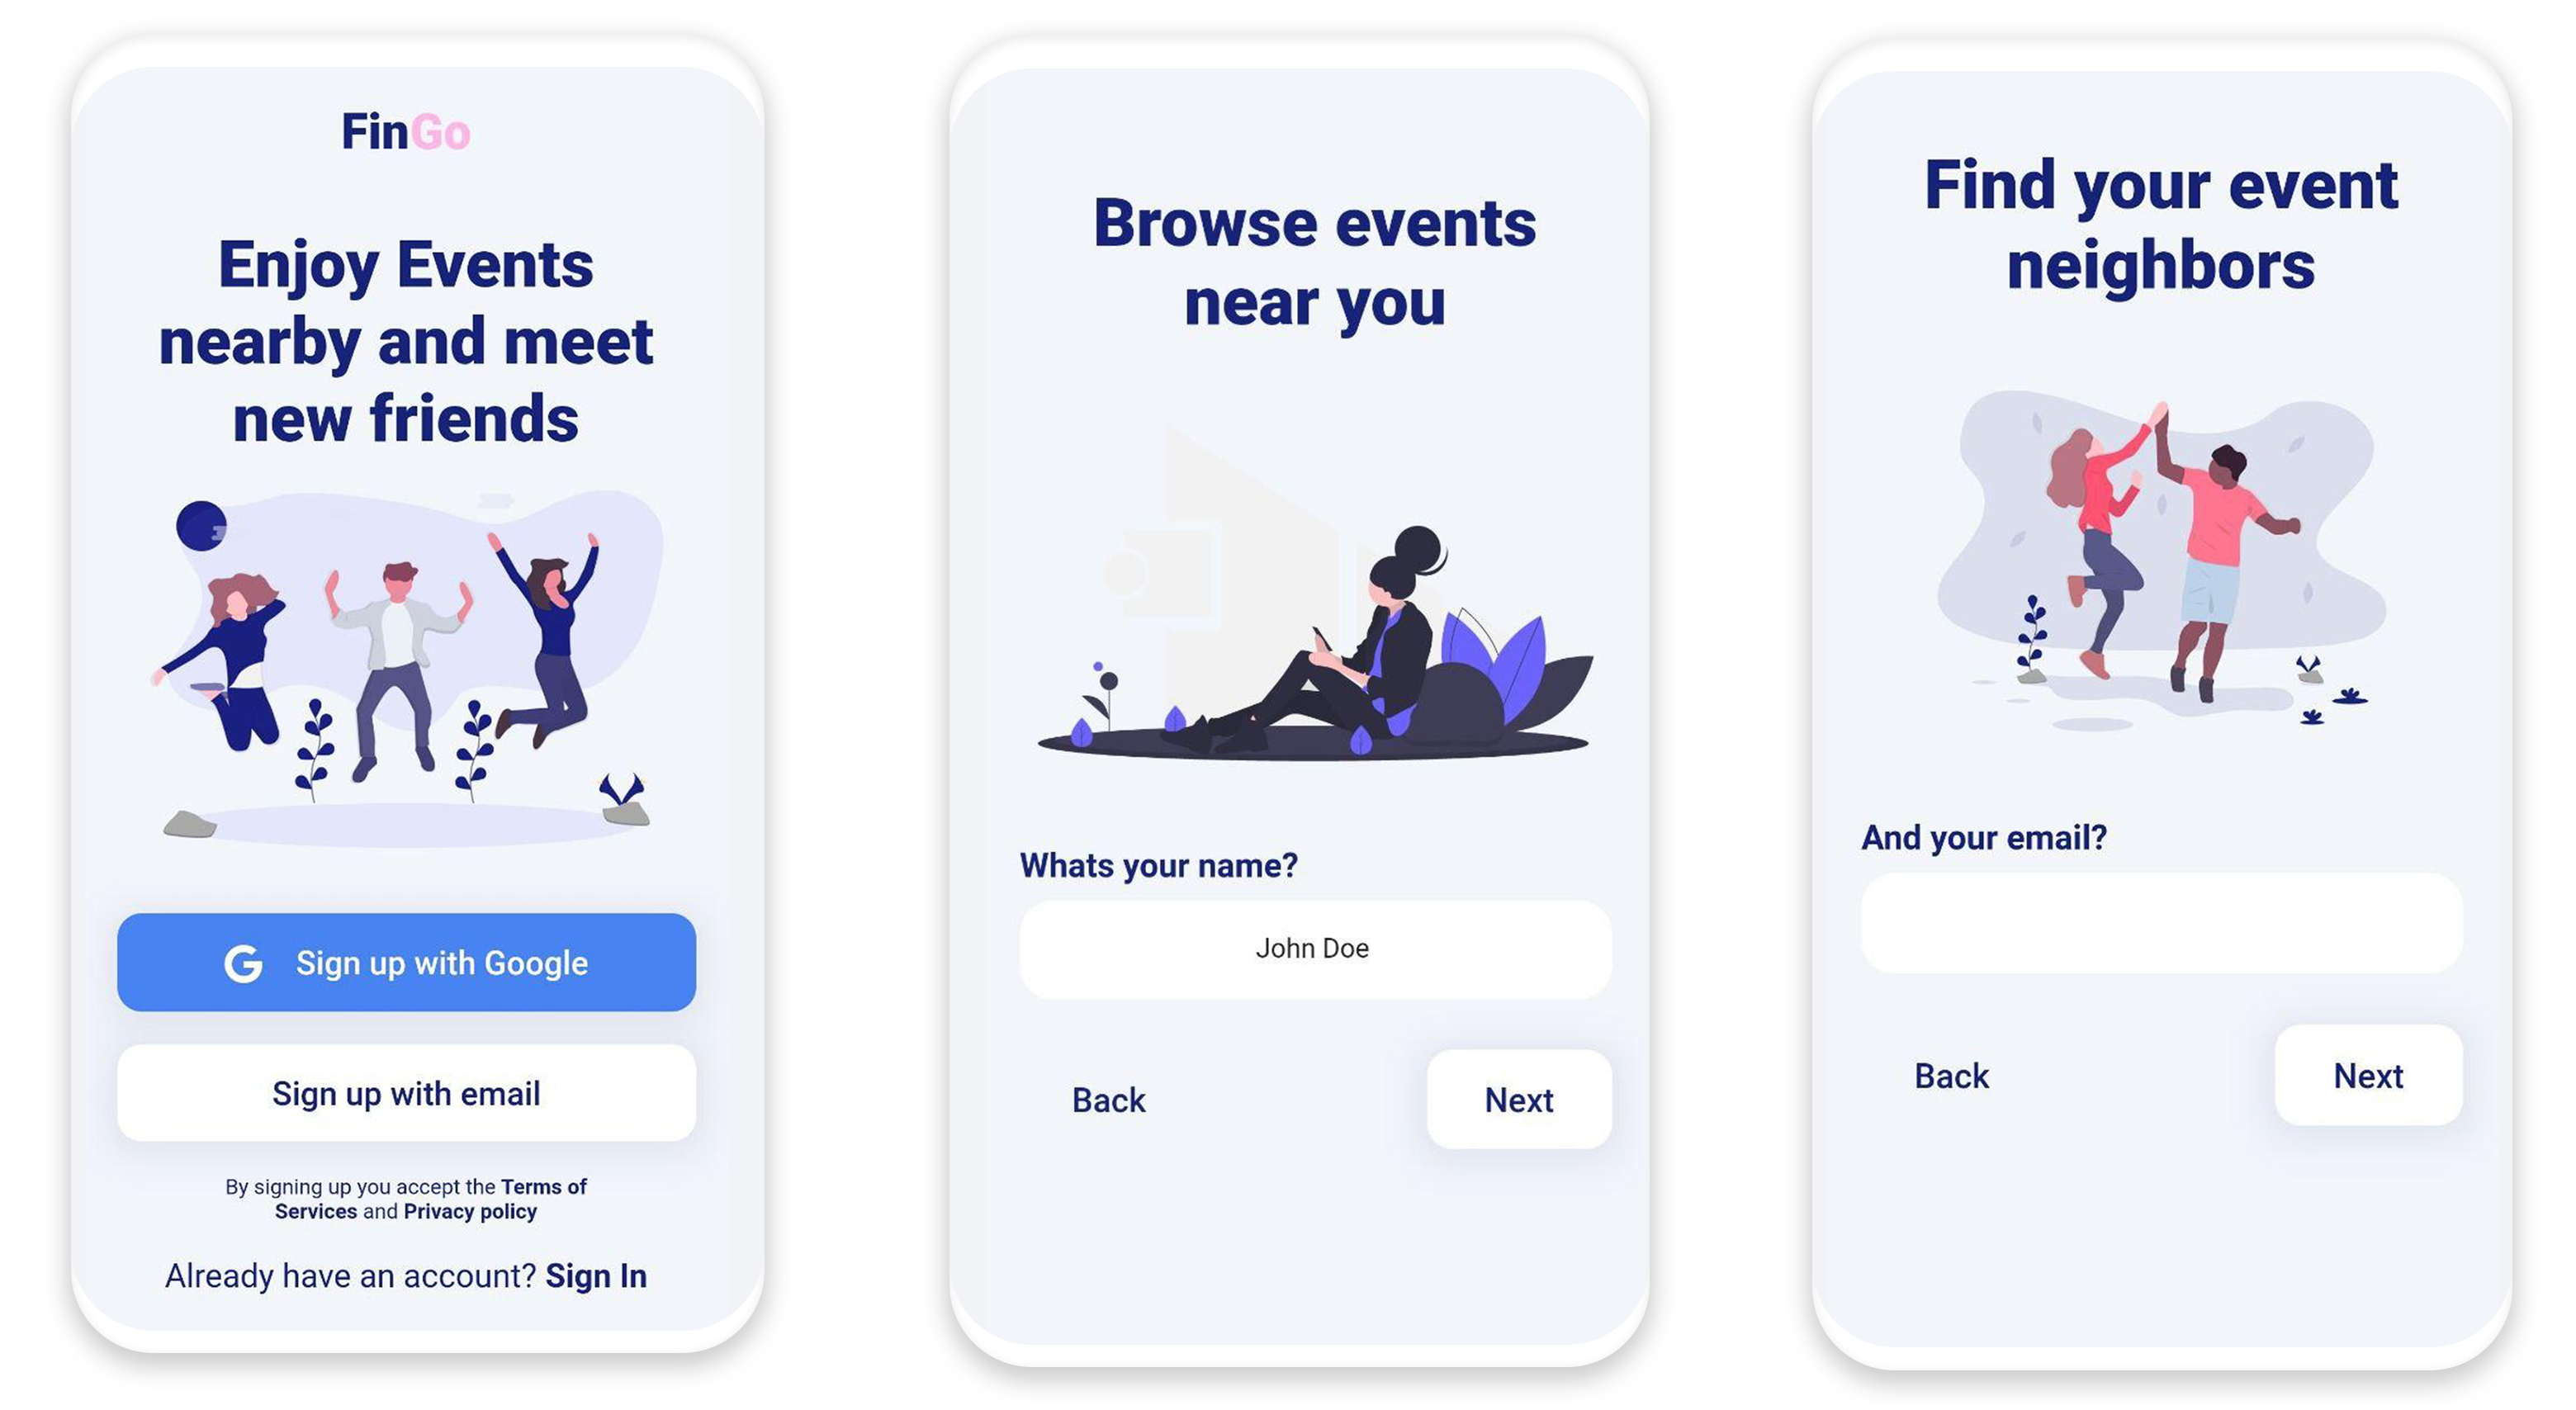 FinGo
Enjoy Events
nearby and meet
new friends
Sign up with Google
Sign up with email
By signing up you accept the Terms of
Services and Privacy policy
Already have an account? Sign In
Browse events
near you
Whats your name?
John Doe
Back
Next
Find your event
neighbors
And your email?
Back
Next